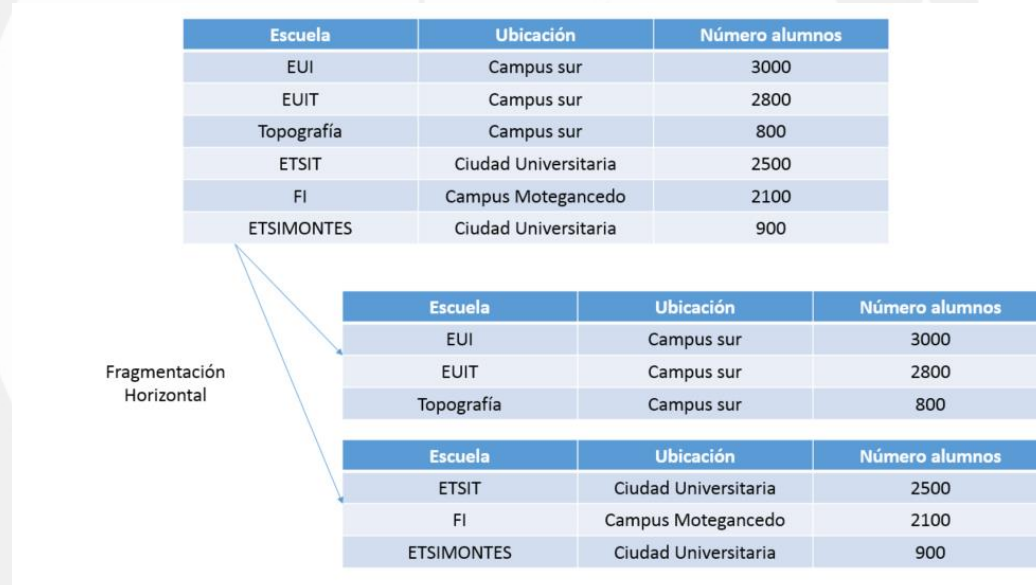 Escuela Ubicación Número alumnos
EUI Campus sur 3000
EUIT Campus sur 2800
Topografía Campus sur 800
ETSIT Ciudad Universitaria 2500
FI Campus Motegancedo 2100
ETSIMONTES Ciudad Universitaria 900
Fragmentación
Horizontal
Escuela Ubicación Número alumnos
EUI Campus sur 3000
EUIT Campus sur 2800
Topografía Campus sur 800
Escuela Ubicación Número alumnos
ETSIT Ciudad Universitaria 2500
FI Campus Motegancedo 2100
ETSIMONTES Ciudad Universitaria 900